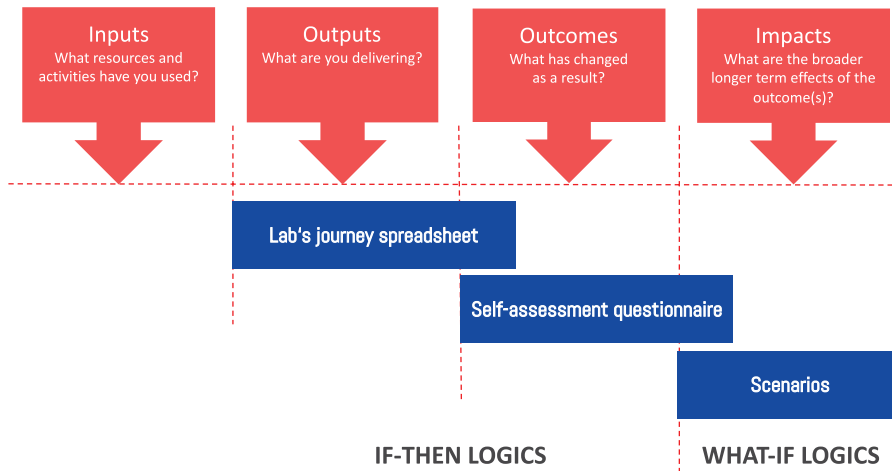 Inputs
What resources and
activities have you used?
Outputs
What are you delivering?
Outcomes
What has changed
as a result?
Impacts
What are the broader
longer term effects of the
outcome(s)?
Lab's journey spreadsheet
Self-assessment questionnaire
Scenarios
IF-THEN LOGICS
WHAT-IF LOGICS